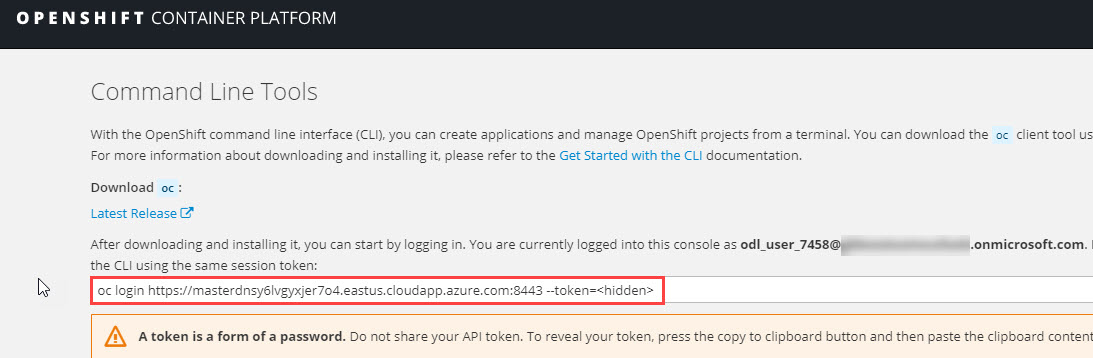 OPENSHIFT CONTAINER PLATFORM
Command Line Tools
With the OpenShift command line interface (CLI), you can create applications and manage OpenShift projects from a terminal. You can download the oc client tool
For more information about downloading and installing it, please refer to the Get Started with the CLI documentation.
Download oc:
Latest Release
After downloading and installing it, you can start by logging in. You are currently logged into this console as odl_user_7458@ .onmicrosoft.com.
the CLI using the same session token:
oc login https://masterdnsy6lvgyxjer7o4.eastus.cloudapp.azure.com:8443 --token=<hidden>
A token is a form of a password. Do not share your API token. To reveal your token, press the copy to clipboard button and then paste the clipboard content